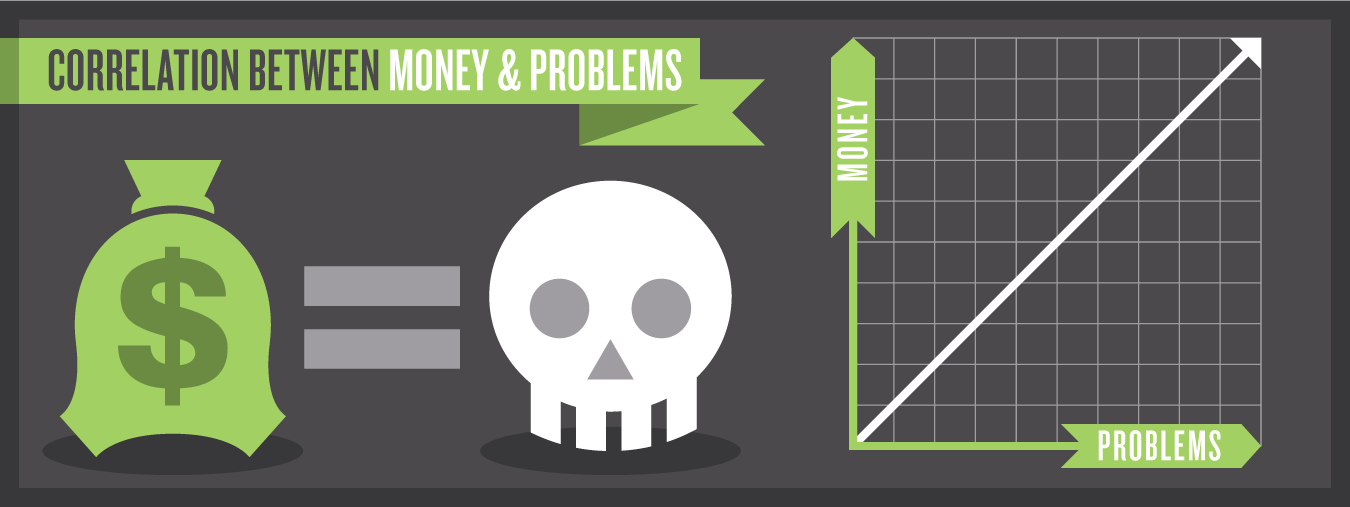 CORRELATION BETWEEN MONEY & PROBLEMS
$
MONEY
PROBLEMS